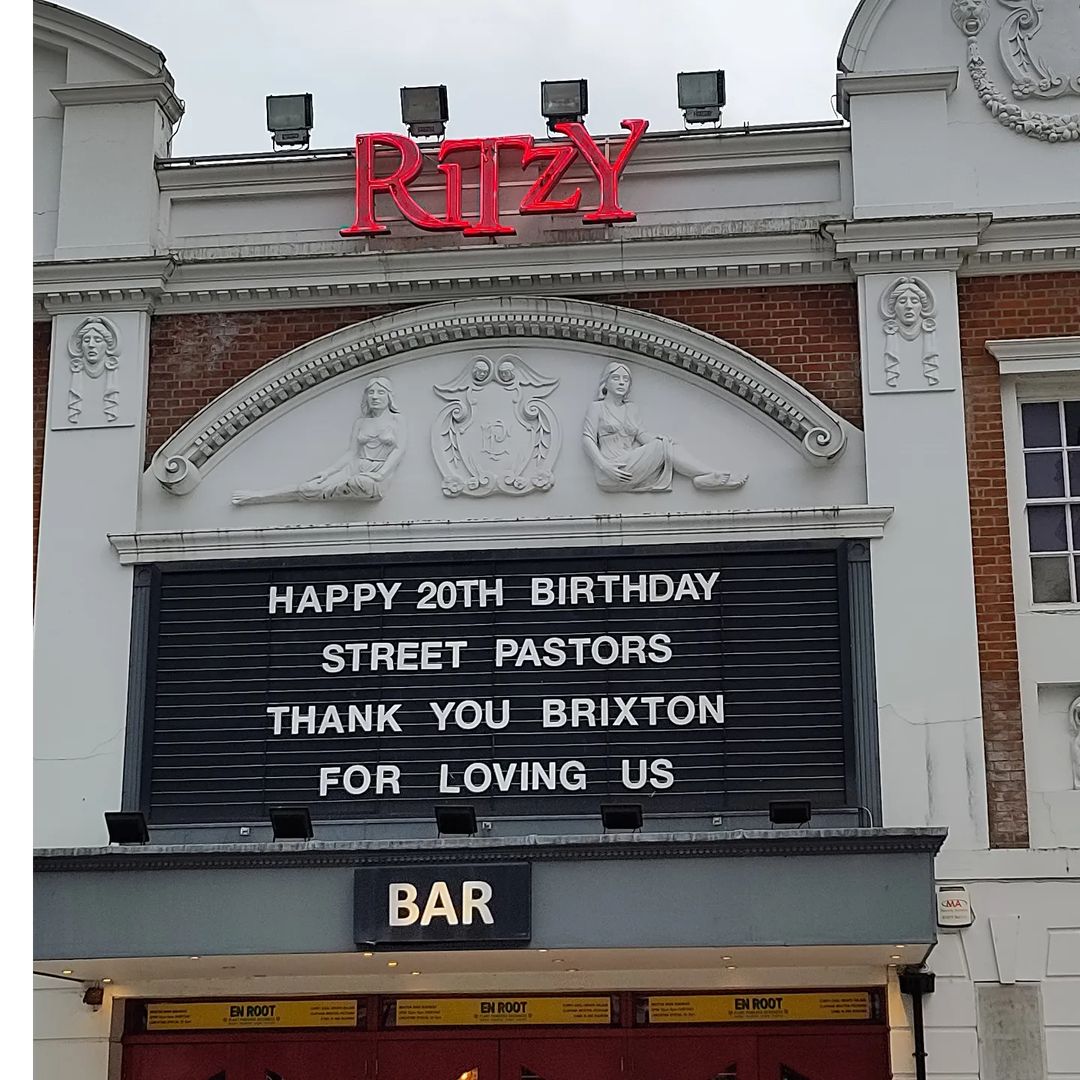 RITZY
HAPPY 20TH BIRTHDAY
STREET PASTORS
THANK YOU BRIXTON
FOR LOVING US
BAR
MA
EN ROOT
EN ROOT
EN ROOT